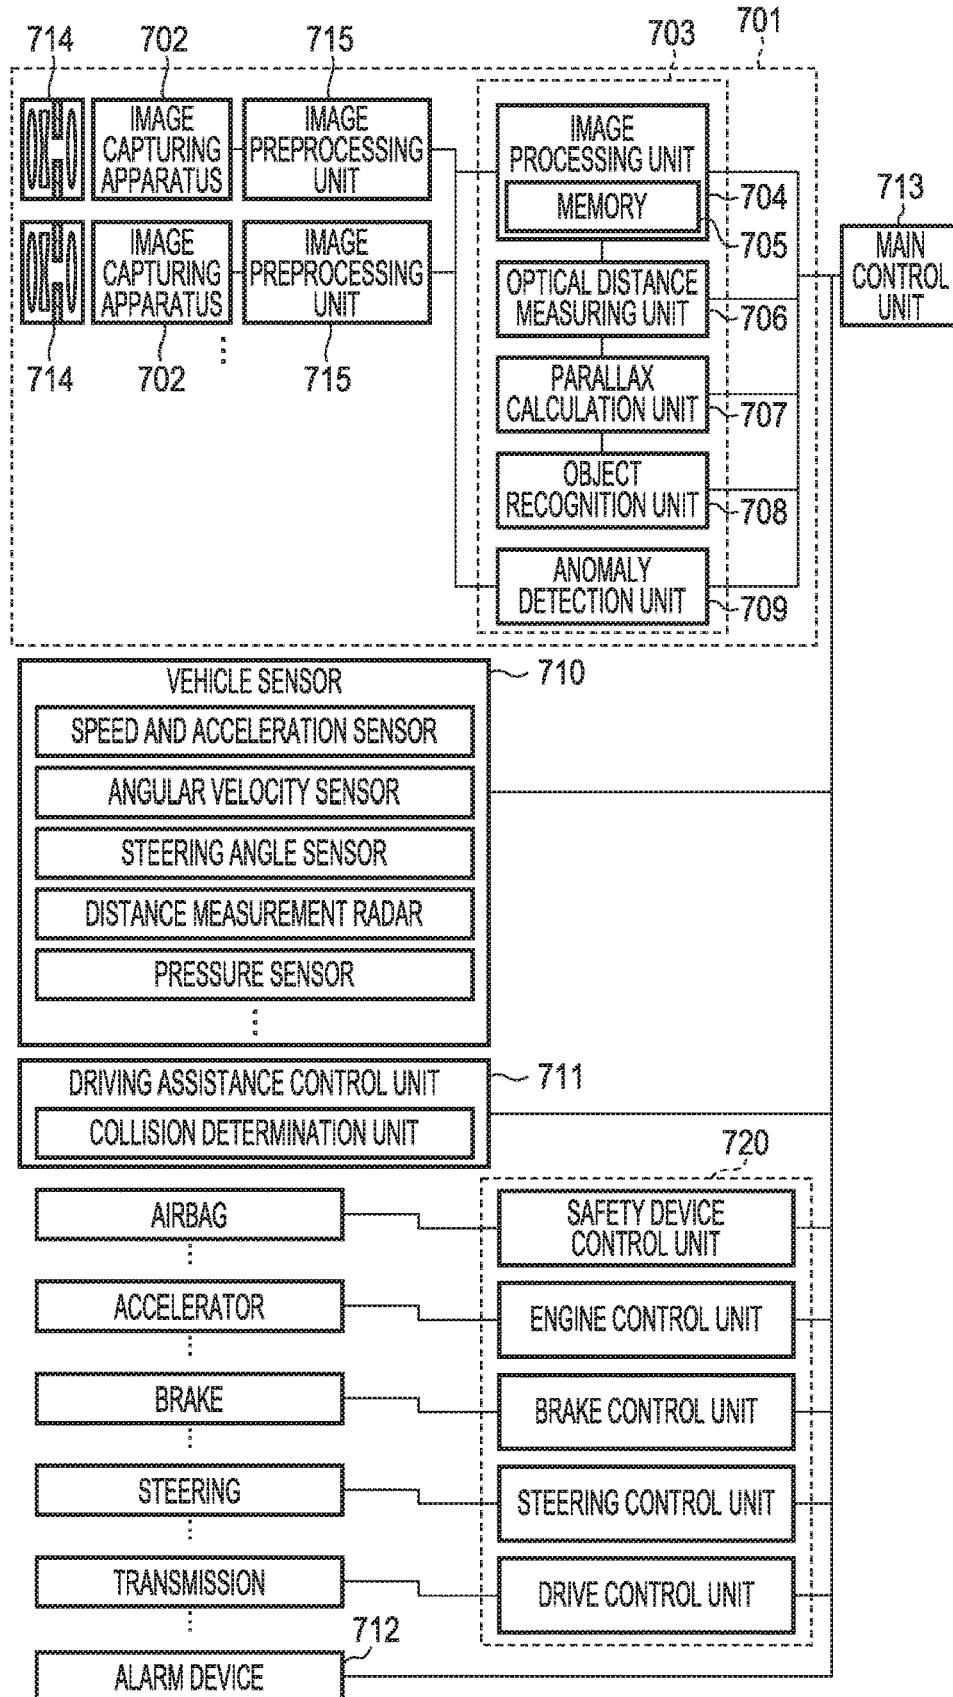 714
702
715
703
701
IMAGE
CAPTURING
APPARATUS
IMAGE
PREPROCESSING
UNIT
IMAGE
PROCESSING UNIT
MEMORY
704
705
713
MAIN
CONTROL
UNIT
IMAGE
CAPTURING
APPARATUS
IMAGE
PREPROCESSING
UNIT
OPTICAL DISTANCE
MEASURING UNIT
706
714
702
715
PARALLAX
CALCULATION UNIT
707
OBJECT
RECOGNITION UNIT
708
ANOMALY
DETECTION UNIT
709
VEHICLE SENSOR
710
SPEED AND ACCELERATION SENSOR
ANGULAR VELOCITY SENSOR
STEERING ANGLE SENSOR
DISTANCE MEASUREMENT RADAR
PRESSURE SENSOR
DRIVING ASSISTANCE CONTROL UNIT
711
COLLISION DETERMINATION UNIT
720
AIRBAG
SAFETY DEVICE
CONTROL UNIT
ACCELERATOR
ENGINE CONTROL UNIT
BRAKE
BRAKE CONTROL UNIT
STEERING
STEERING CONTROL UNIT
TRANSMISSION
DRIVE CONTROL UNIT
712
ALARM DEVICE